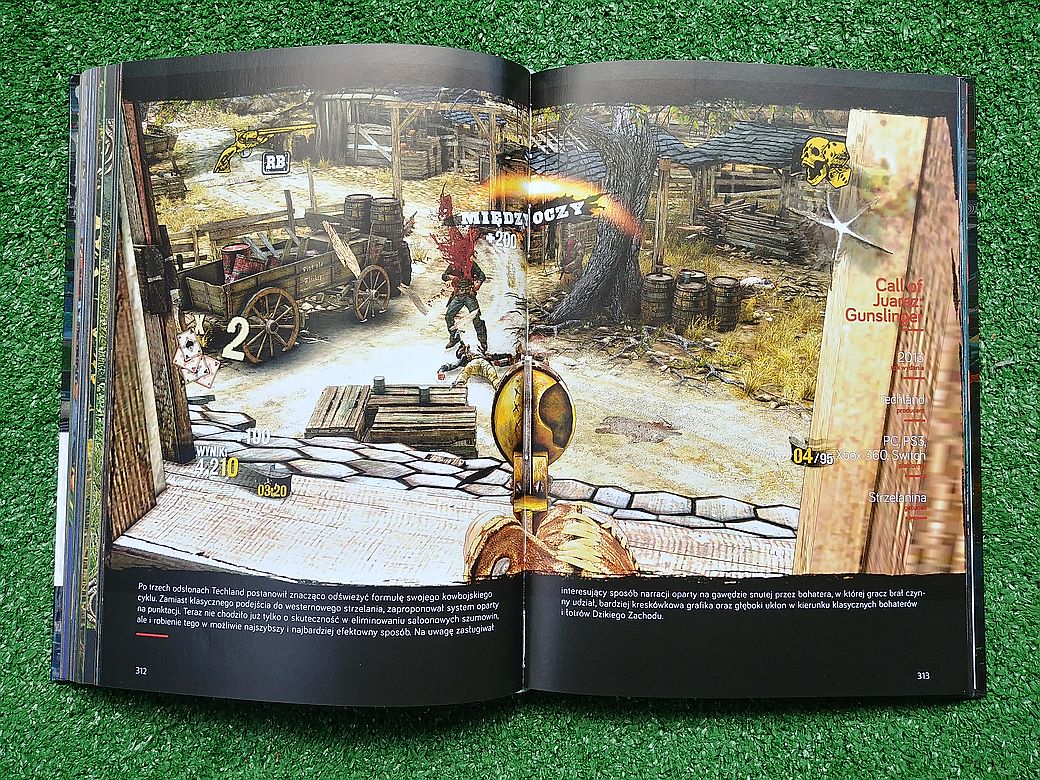 RB
MIĘDZY OCZY
+200
x 2
100
WYNIK:
4,210
03:20
04/95
Call of
Juarez:
Gunslinger
2013
rok wydania
Techland
producent
PC, PS3,
Xbox 360, Switch
platformy
Strzelanina
gatunek
Po trzech odsłonach Techland postanowił znacząco odświeżyć formułę swojego kowbojskiego
cyklu. Zamiast klasycznego podejścia do westernowego strzelania, zaproponował system oparty
na punktacji. Teraz nie chodziło już tylko o skuteczność w eliminowaniu saloonowych szumowin,
ale i robienie tego w możliwie najszybszy i najbardziej efektowny sposób. Na uwagę zasługiwał
312
interesujący sposób narracji oparty na gawędzie snutej przez bohatera, w której gracz brał czyn-
ny udział, bardziej kreskówkowa grafika oraz głęboki ukłon w kierunku klasycznych bohaterów
i łotrów Dzikiego Zachodu.
313